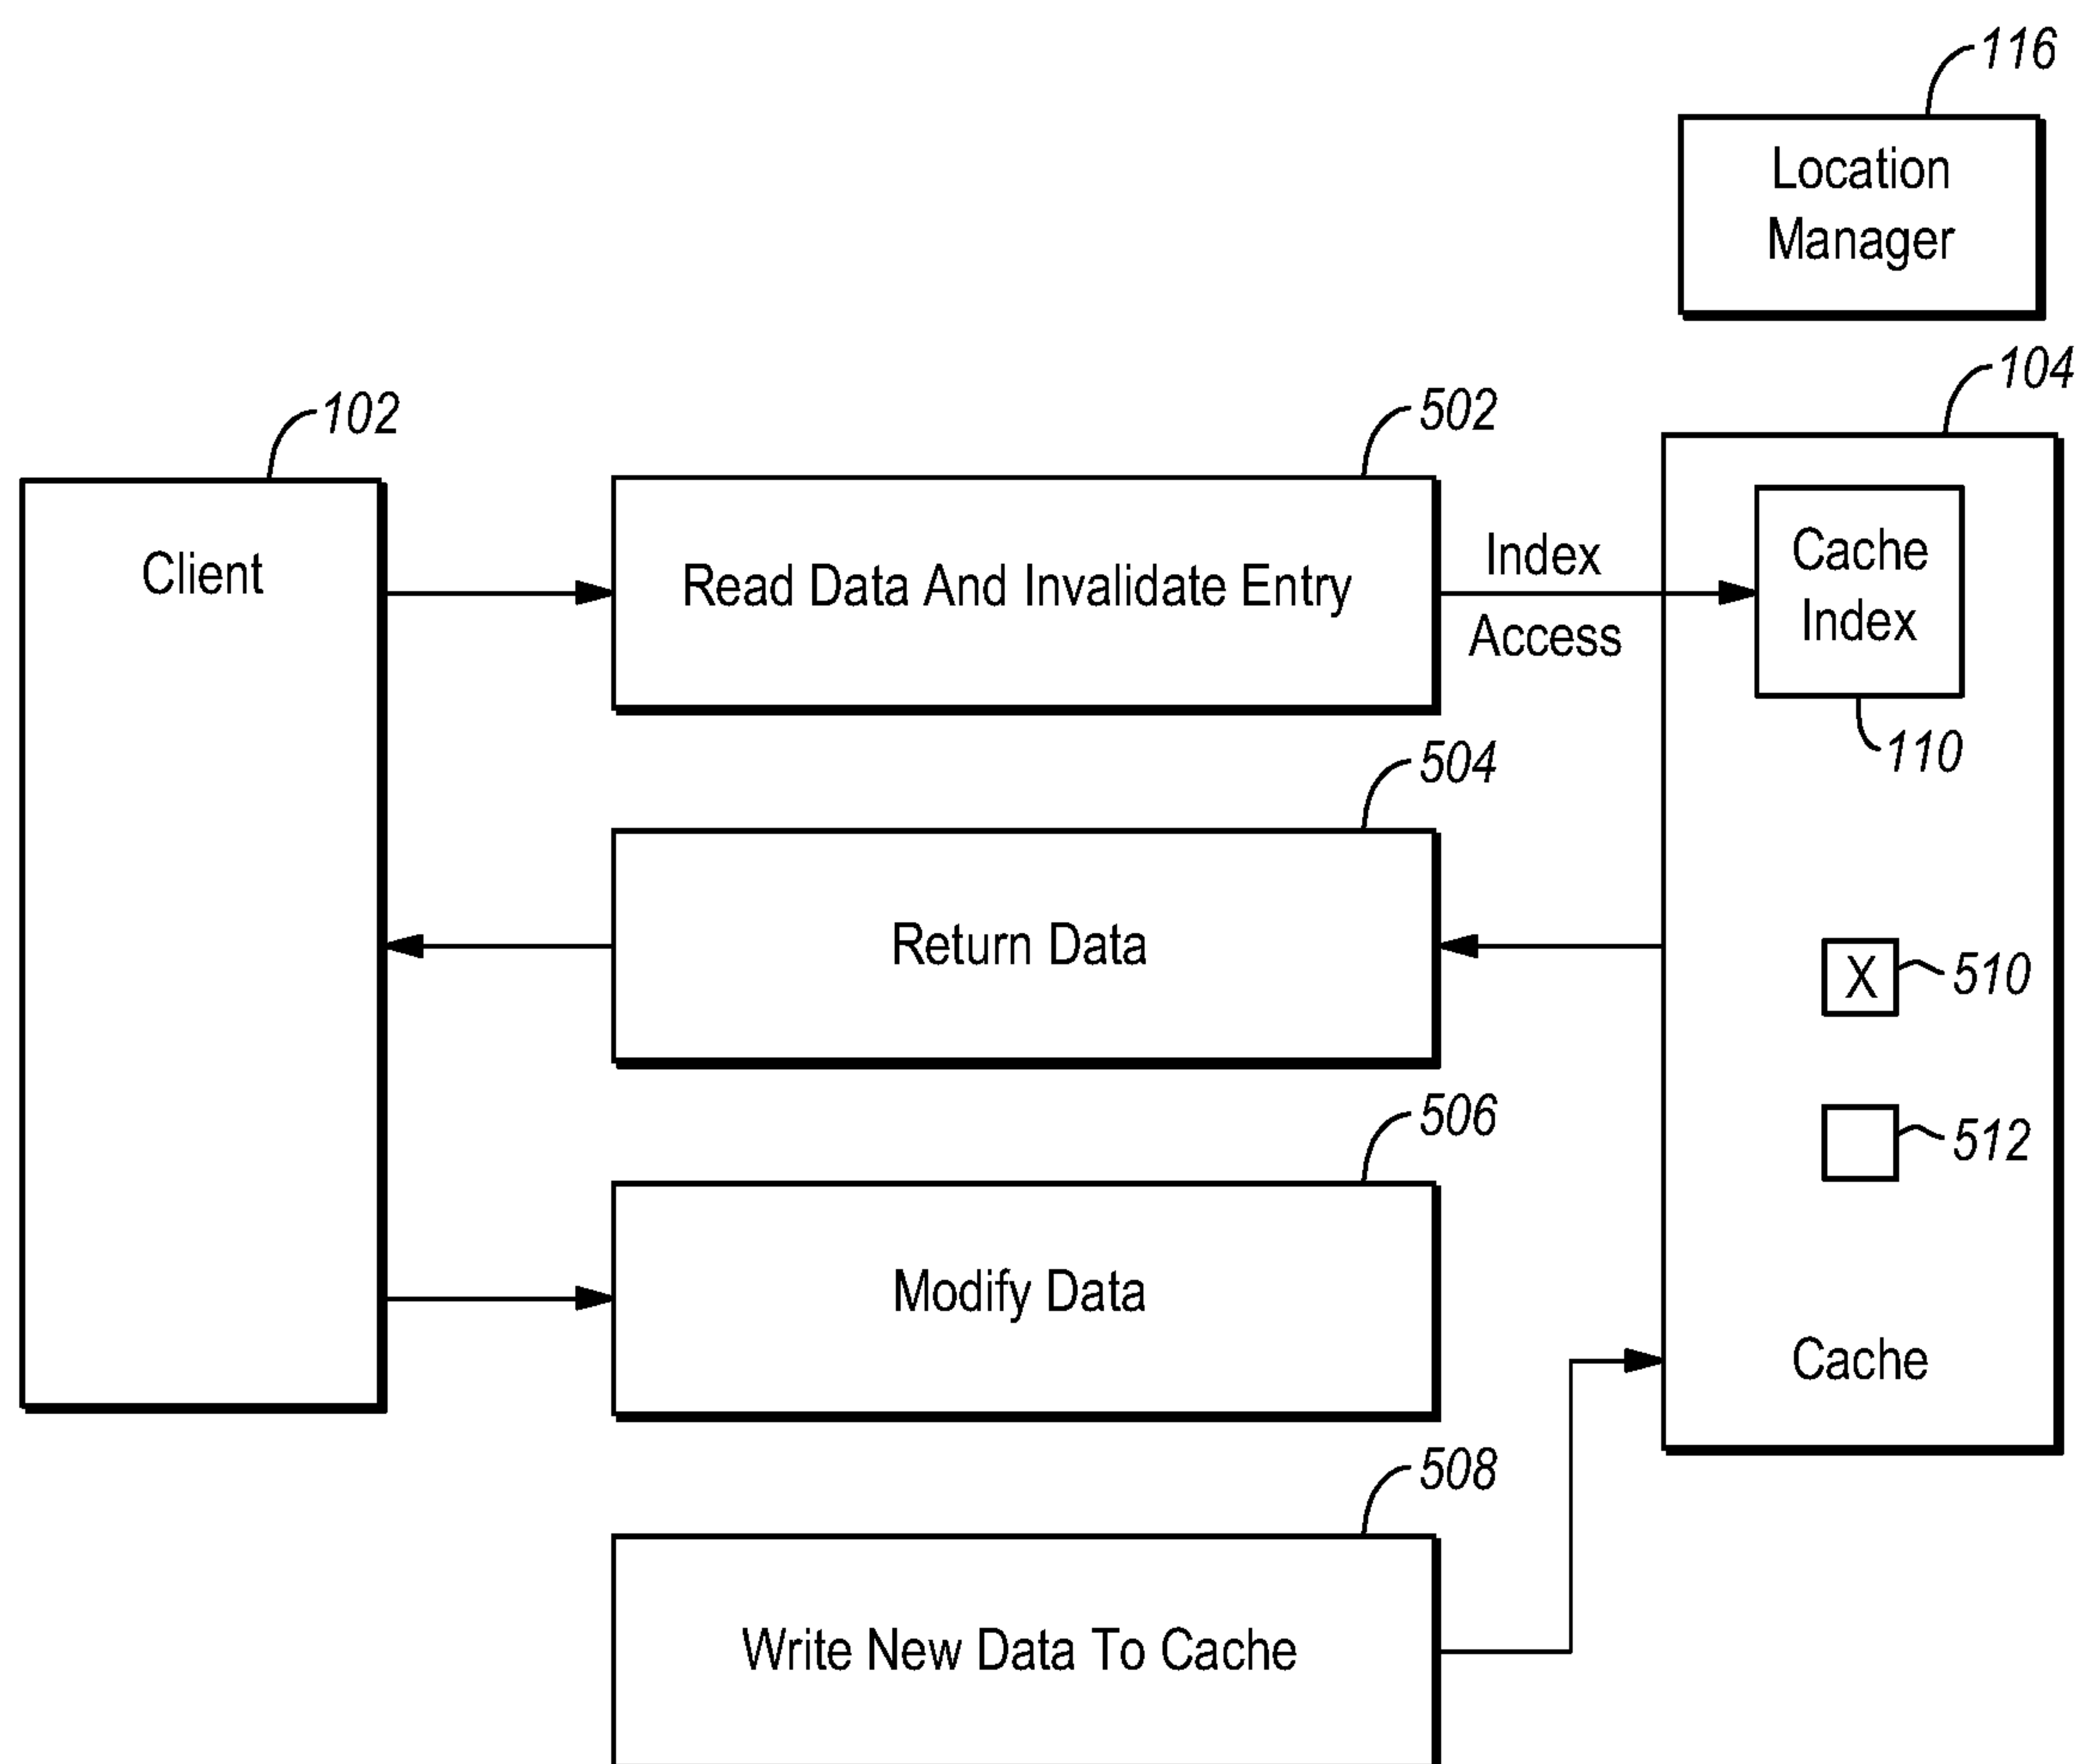 116
Location
Manager
104
102
502
Client
Read Data And Invalidate Entry
Index
Access
Cache
Index
110
504
Return Data
X
510
506
512
Modify Data
Cache
508
Write New Data To Cache